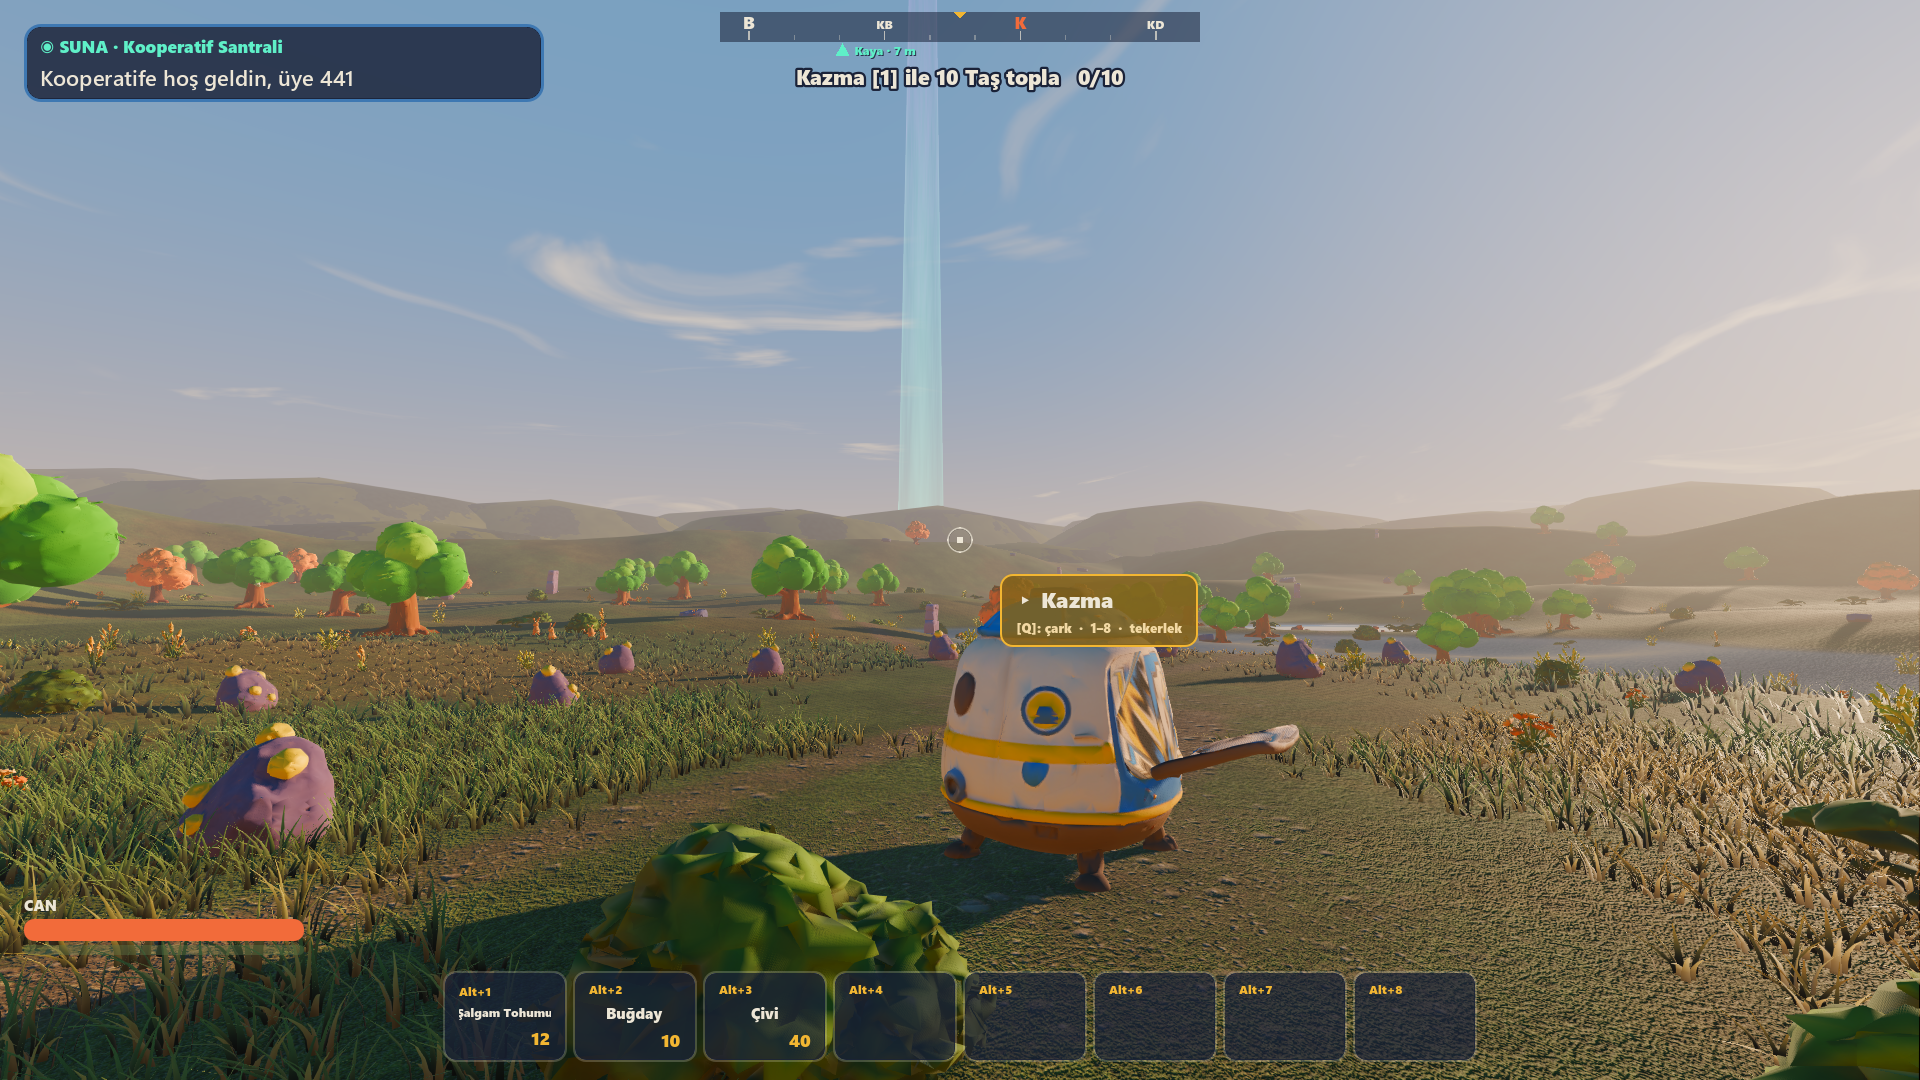 SUNA · Kooperatif Santrali
Kooperatife hoş geldin, üye 441
B KB K KD
Kaya · 7 m
Kazma [1] ile 10 Taş topla 0/10
Kazma
[Q]: çark · 1–8 · tekerlek
CAN
Alt+1
Şalgam Tohumu
12
Alt+2
Buğday
10
Alt+3
Çivi
40
Alt+4
Alt+5
Alt+6
Alt+7
Alt+8